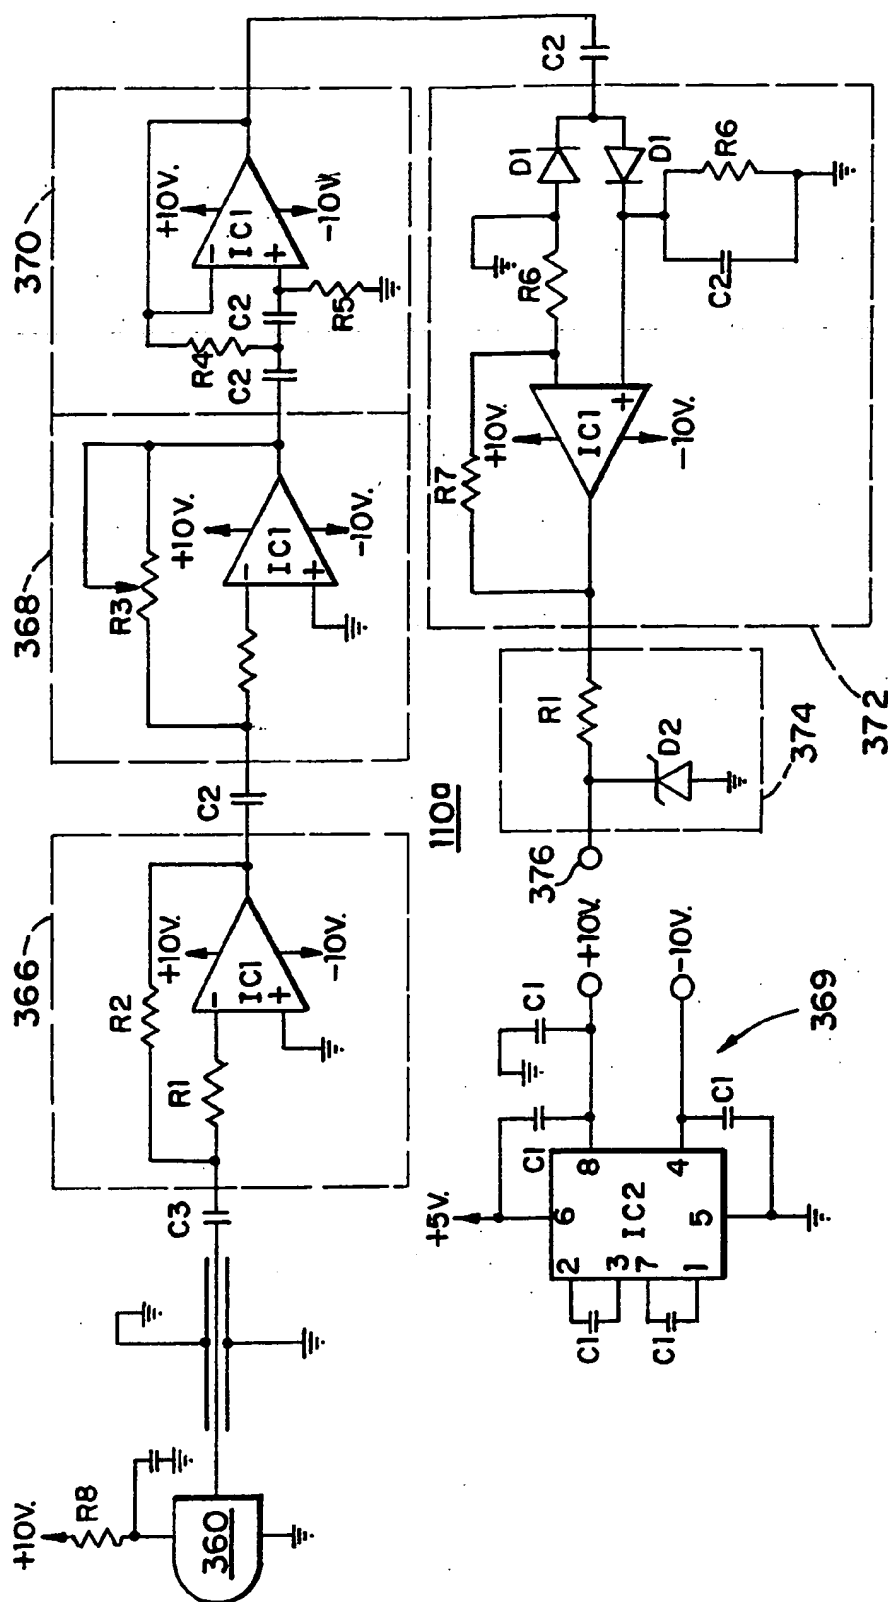 +10V.
R8
360
C3
366
R2
+10V.
R1
-
IC1
+
-10V.
C2
368
R3
+10V.
-
IC1
+
-10V.
370
R4
C2
C2
R5
+10V.
-
IC1
+
-10V.
C2
110a
D1
D1
R6
R6
C2
+10V.
IC1
+
-10V.
R7
372
R1
D2
374
376
+5V.
C1
C1
+10V.
-10V.
369
C1
6
8
4
5
IC2
2
3
7
1
C1
C1